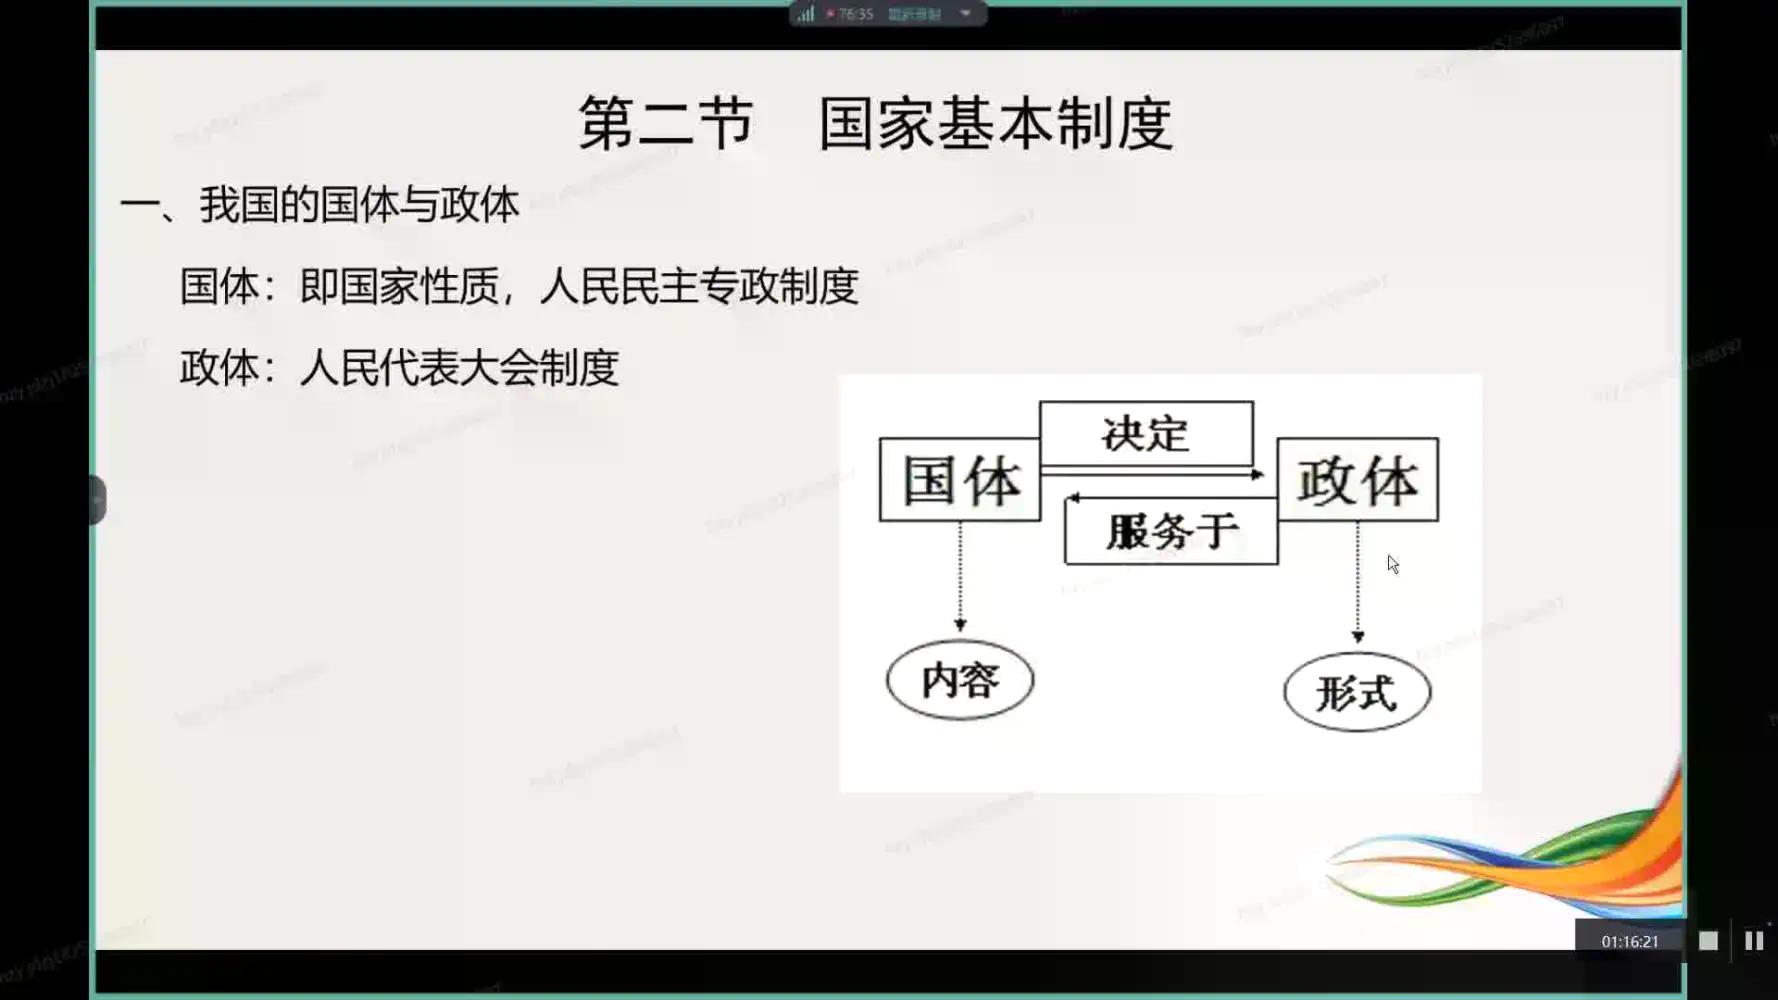 76:35
第二节　国家基本制度
一、我国的国体与政体
国体：即国家性质，人民民主专政制度
政体：人民代表大会制度
决定
国体
政体
服务于
内容
形式
01:16:21